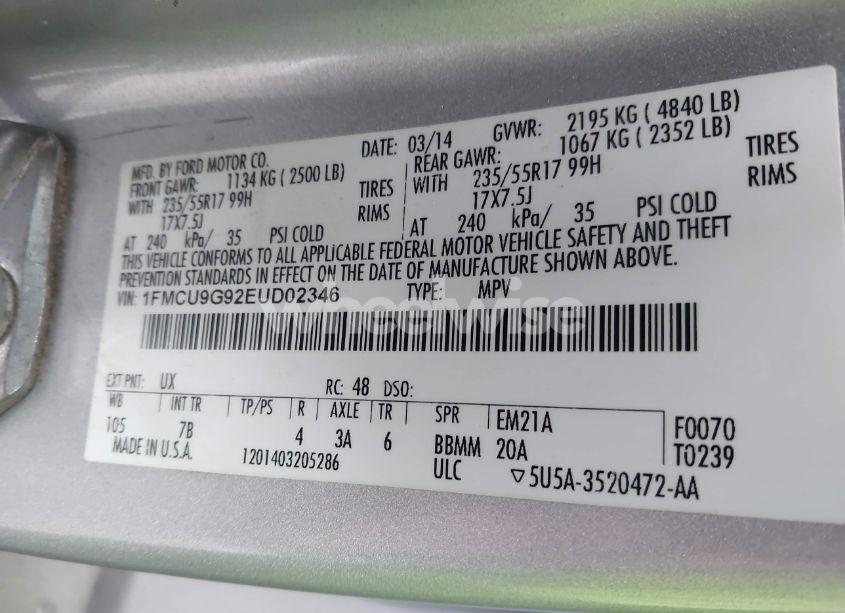 MFD. BY FORD MOTOR CO.
DATE: 03/14 GVWR: 2195 KG ( 4840 LB)
FRONT GAWR: 1134 KG ( 2500 LB)
REAR GAWR: 1067 KG ( 2352 LB)
WITH 235/55R17 99H TIRES
WITH 235/55R17 99H TIRES
17X7.5J RIMS
17X7.5J RIMS
AT 240 kPa/ 35 PSI COLD
AT 240 kPa/ 35 PSI COLD
THIS VEHICLE CONFORMS TO ALL APPLICABLE FEDERAL MOTOR VEHICLE SAFETY AND THEFT
PREVENTION STANDARDS IN EFFECT ON THE DATE OF MANUFACTURE SHOWN ABOVE.
VIN: 1FMCU9G92EUD02346 TYPE: MPV
wheelwise
EXT PNT: UX RC: 48 DSO:
WB INT TR TP/PS R AXLE TR SPR EM21A F0070
105 7B 4 3A 6 BBMM 20A T0239
MADE IN U.S.A. 1201403205286 ULC ▽5U5A-3520472-AA